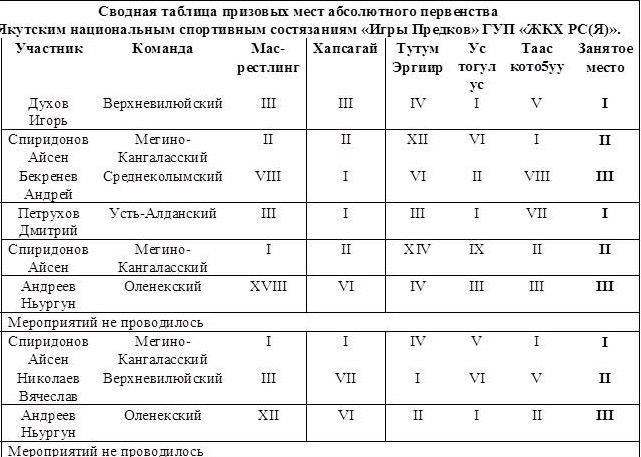 Сводная таблица призовых мест абсолютного первенства
Якутским национальным спортивным состязаниям «Игры Предков» ГУП «ЖКХ РС(Я)».
Участник Команда Мас-рестлинг Хапсагай Тутум Эргиир Ус тогул ус Таас кото5уу Занятое место
Духов Игорь Верхневилюйский III III IV I V I
Спиридонов Айсен Мегино-Кангаласский II II XII VI I II
Бекренев Андрей Среднеколымский VIII I VI II VIII III
Петрухов Дмитрий Усть-Алданский III I III I VII I
Спиридонов Айсен Мегино-Кангаласский I II XIV IX II II
Андреев Ньургун Оленекский XVIII VI IV III III III
Мероприятий не проводилось
Спиридонов Айсен Мегино-Кангаласский I I IV V I I
Николаев Вячеслав Верхневилюйский III VII I VI V II
Андреев Ньургун Оленекский XII VI II I II III
Мероприятий не проводилось